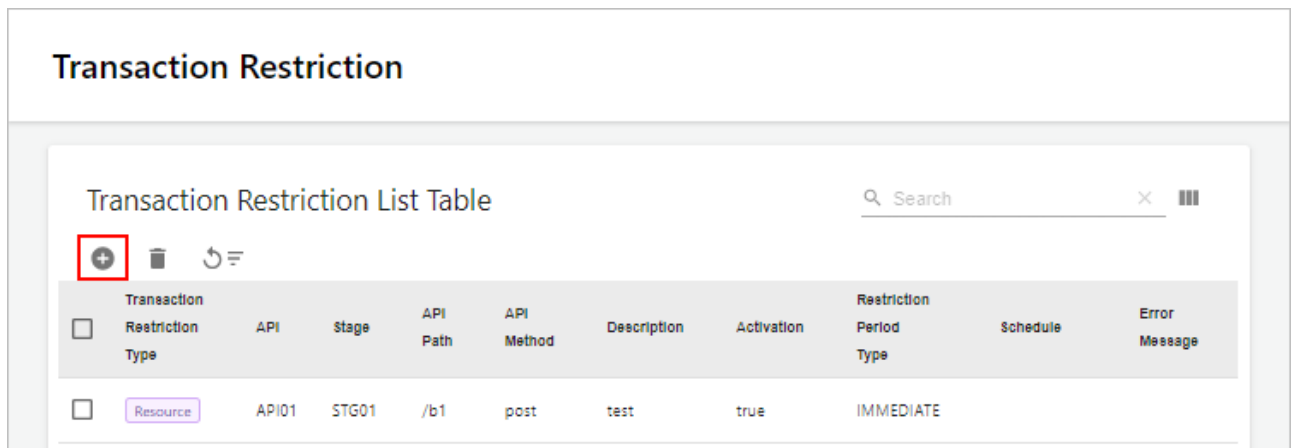 Transaction Restriction
Transaction Restriction List Table
Search
Transaction
Restriction
Type
API
Stage
API
Path
API
Method
Description
Activation
Restriction
Period
Type
Schedule
Error
Message
Resource
API01
STG01
/b1
post
test
true
IMMEDIATE